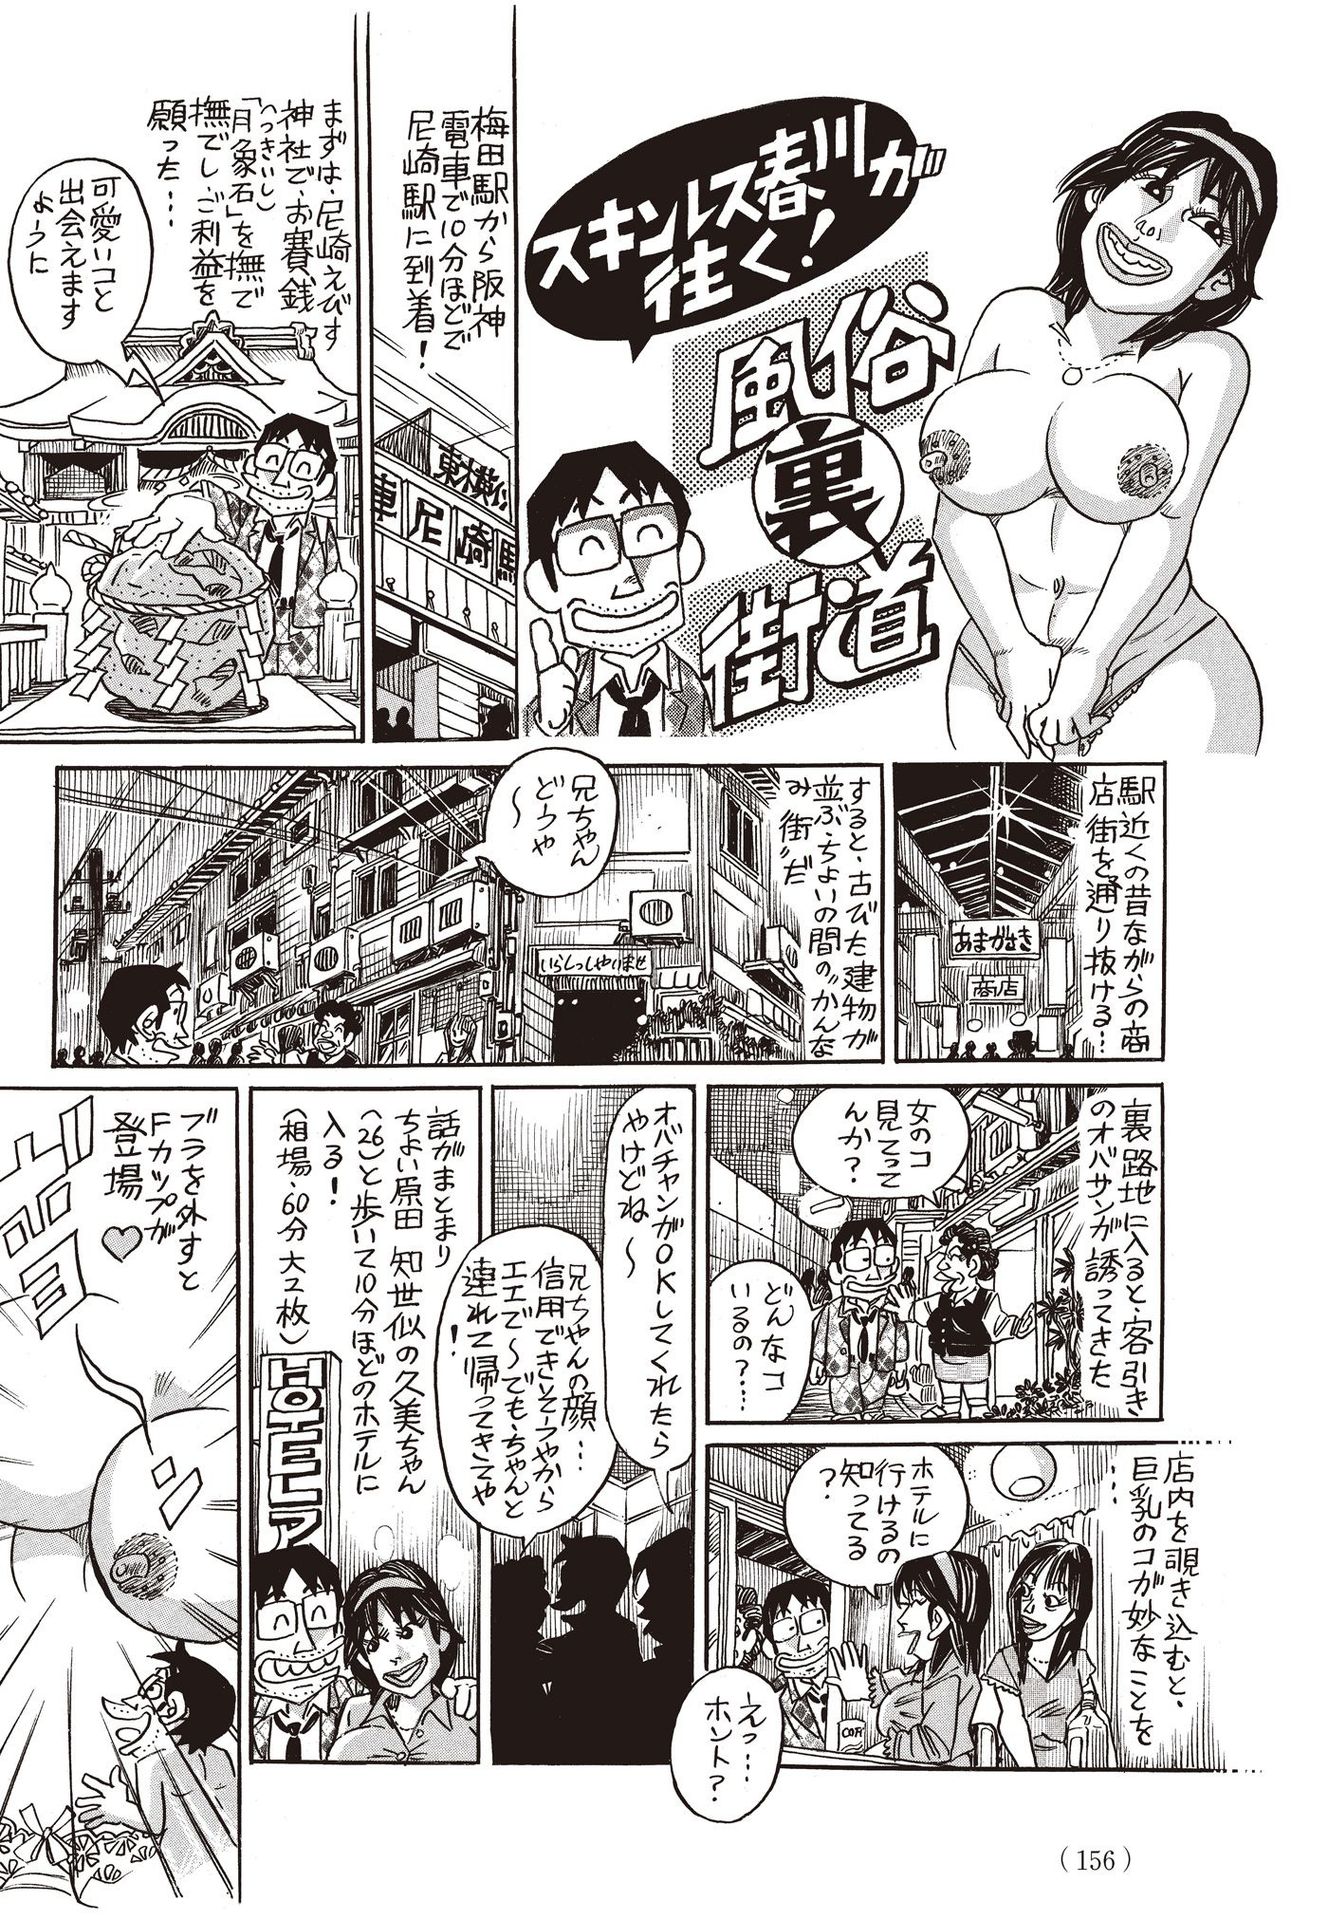 スキンレス春川が
往く!
風俗
裏
街道
梅田駅から阪神
電車で10分ほどで
尼崎駅に到着!
東横
車尼崎駅
まずは、尼崎えびす
神社で、お賽銭
「月象石」を撫で
(つきいし)
撫でし、ご利益を
願った…
可愛いコと
出会えます
ように
駅近くの昔ながらの商
店街を通り抜ける…
あまがさき
商店
すると、古びた建物が
並ぶ、ちょいの間の“かんな
み街”だ
兄ちゃん
どうや
〜
いらっしゃいませ
裏路地に入ると、客引き
のオバサンが誘ってきた
女のコ
見てって
んか?
どんなコ
いるの?…
店内を覗き込むと、
巨乳のコが妙なことを
…
ホテルに
行けるの
知ってる
?
えっ…
ホント?
オバチャンがOKしてくれたら
やけどね〜
兄ちゃんの顔…
信用できそーやから
エエで〜でも、ちゃんと
連れて帰ってきてや
!
話がまとまり
ちょい原田 知世似の久美ちゃん
(26)と歩いて10分ほどのホテルに
入る!
(相場・60分大2枚)
HOTEL
ブラを外すと
Fカップが
登場♥
(156)